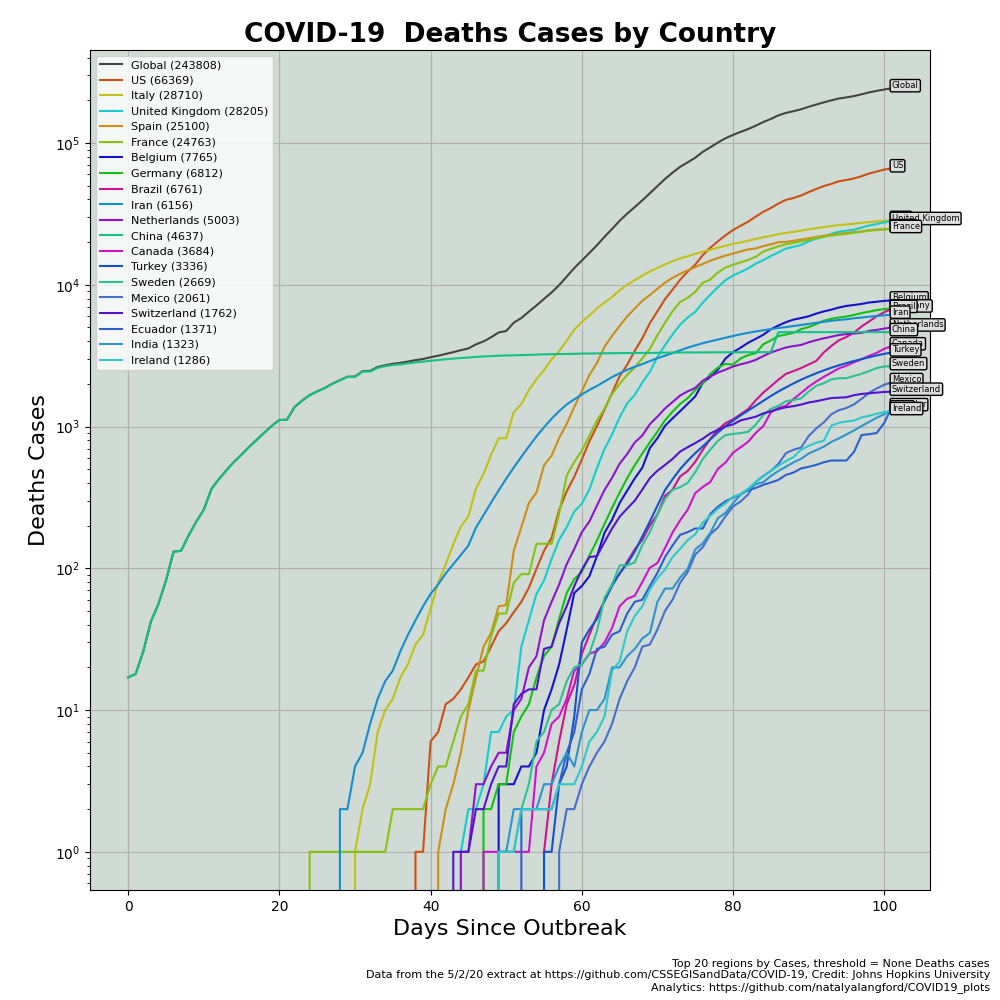 COVID-19  Deaths Cases by Country
Global (243808)
US (66369)
Italy (28710)
United Kingdom (28205)
Spain (25100)
France (24763)
Belgium (7765)
Germany (6812)
Brazil (6761)
Iran (6156)
Netherlands (5003)
China (4637)
Canada (3684)
Turkey (3336)
Sweden (2669)
Mexico (2061)
Switzerland (1762)
Ecuador (1371)
India (1323)
Ireland (1286)
Global
US
United Kingdom
France
Belgium
Iran
China
Canada
Turkey
Sweden
Mexico
Switzerland
Ireland
10^5
10^4
10^3
10^2
10^1
10^0
Deaths Cases
0 20 40 60 80 100
Days Since Outbreak
Top 20 regions by Cases, threshold = None Deaths cases
Data from the 5/2/20 extract at https://github.com/CSSEGISandData/COVID-19, Credit: Johns Hopkins University
Analytics: https://github.com/natalyalangford/COVID19_plots